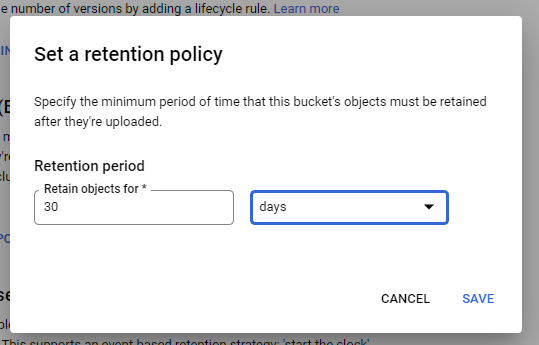 e number of versions by adding a lifecycle rule. Learn more
Set a retention policy
Specify the minimum period of time that this bucket's objects must be retained
after they're uploaded.
Retention period
Retain objects for *
30
days
CANCEL
SAVE
This supports an event based retention strategy: 'start the clock'